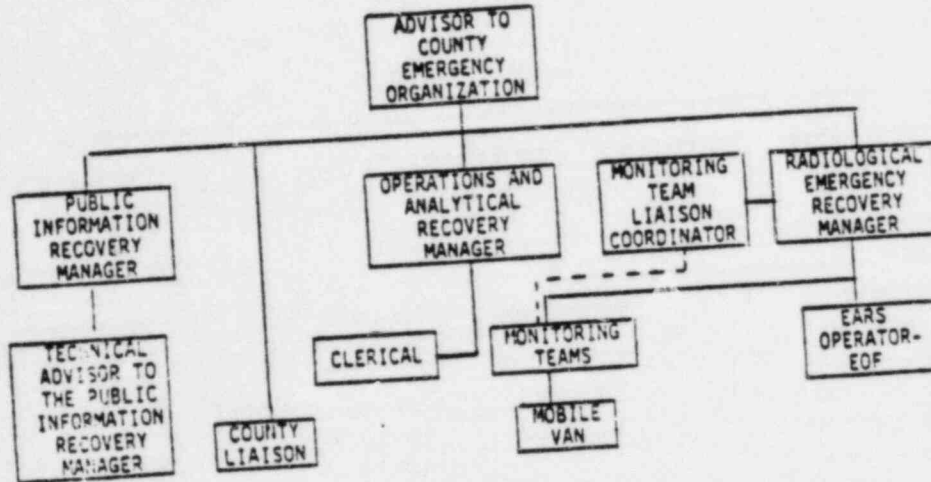 ADVISOR TO
COUNTY
EMERGENCY
ORGANIZATION
PUBLIC
INFORMATION
RECOVERY
MANAGER
OPERATIONS AND
ANALYTICAL
RECOVERY
MANAGER
MONITORING
TEAM
LIAISON
COORDINATOR
RADIOLOGICAL
EMERGENCY
RECOVERY
MANAGER
TECHNICAL
ADVISOR TO
THE PUBLIC
INFORMATION
RECOVERY
MANAGER
COUNTY
LIAISON
CLERICAL
MONITORING
TEAMS
MOBILE
VAN
EARS
OPERATOR-
EOF